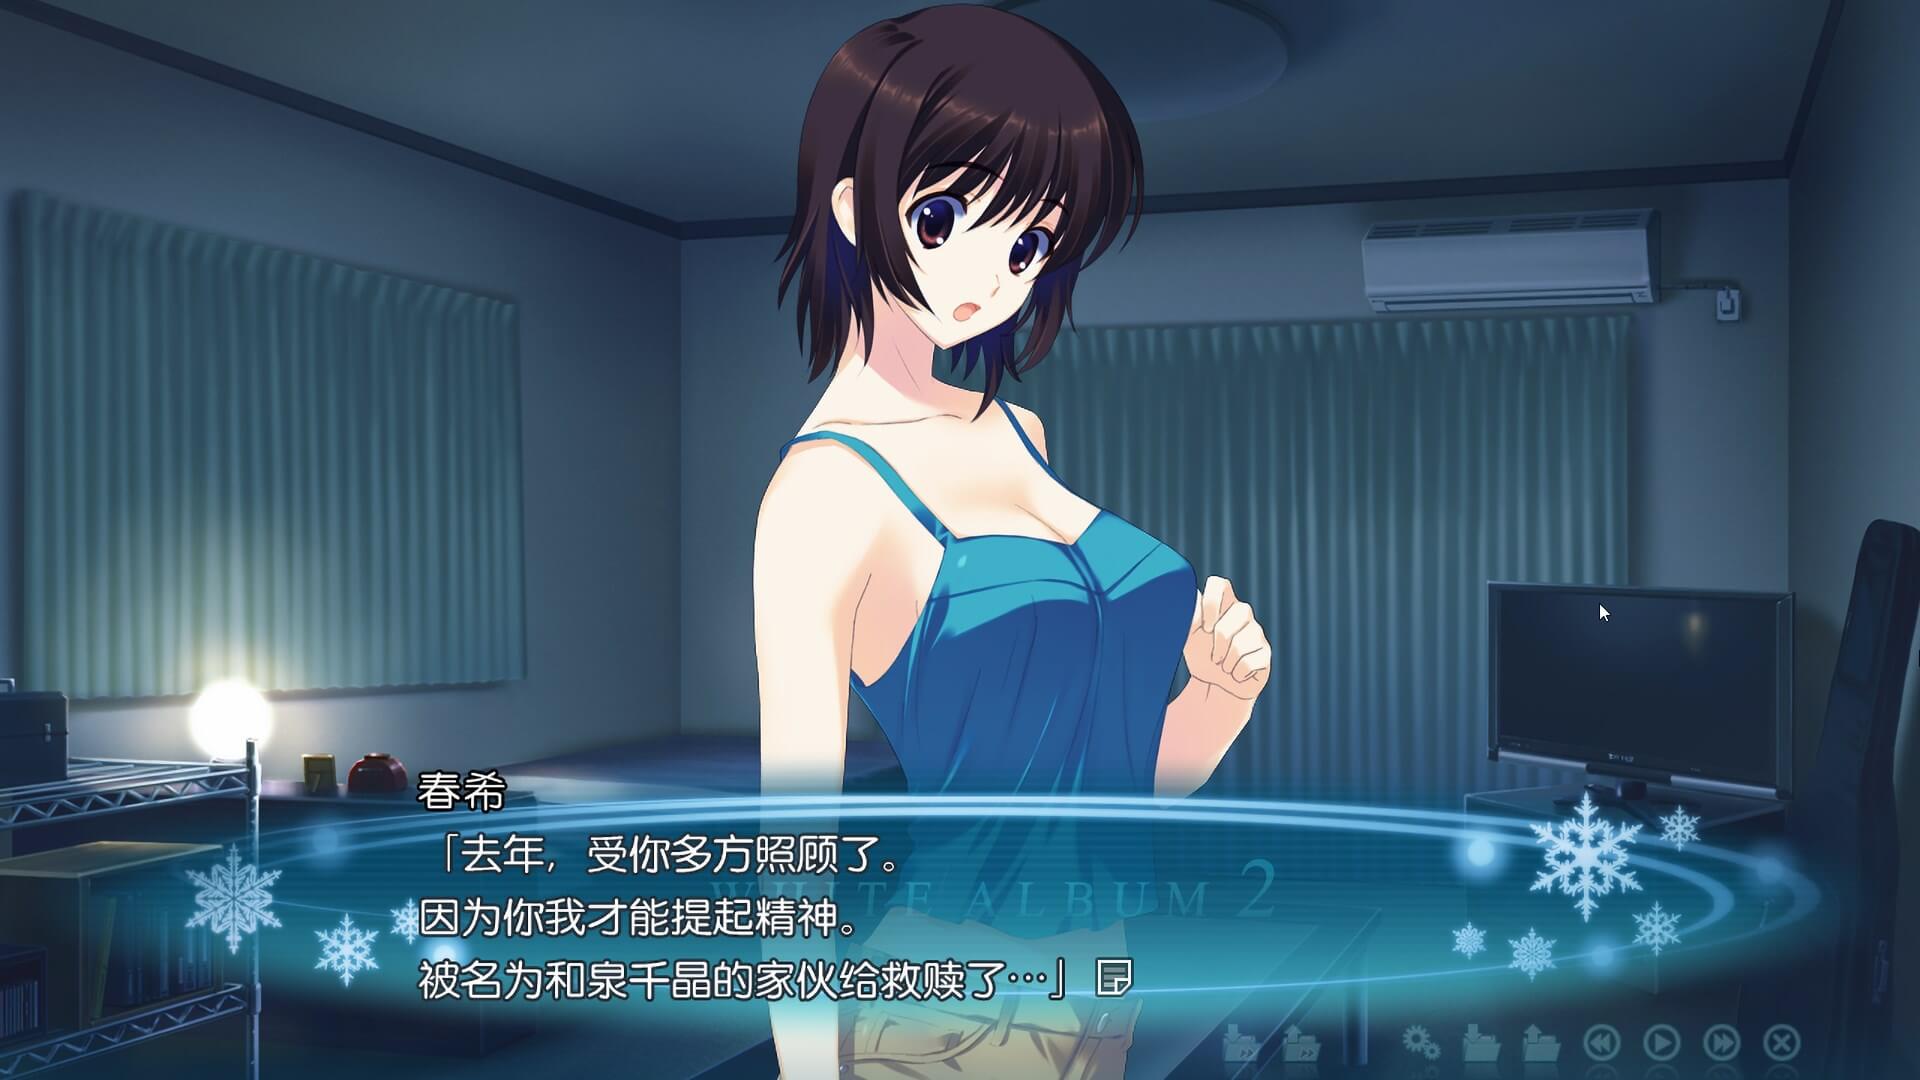 春希
「去年，受你多方照顾了。
因为你我才能提起精神。
WHITE ALBUM 2
被名为和泉千晶的家伙给救赎了…」